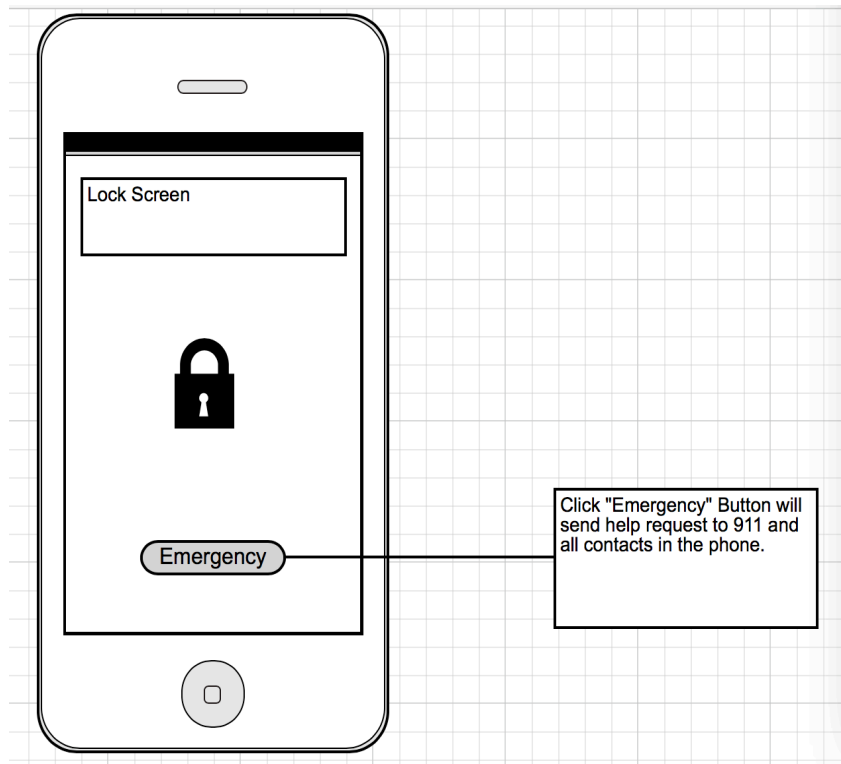 Lock Screen
Emergency
Click "Emergency" Button will
send help request to 911 and
all contacts in the phone.